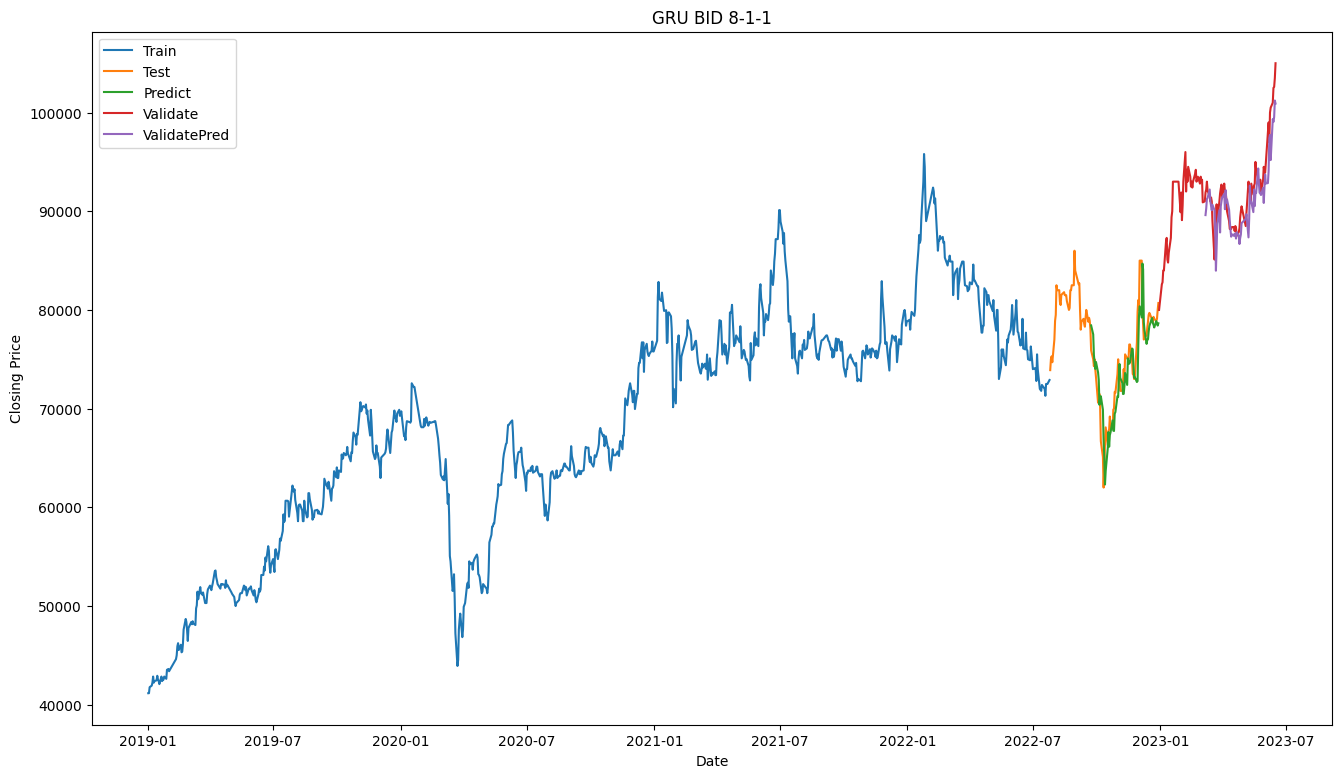 GRU BID 8-1-1
Train
Test
Predict
Validate
ValidatePred
Closing Price
100000
90000
80000
70000
60000
50000
40000
2019-01 2019-07 2020-01 2020-07 2021-01 2021-07 2022-01 2022-07 2023-01 2023-07
Date